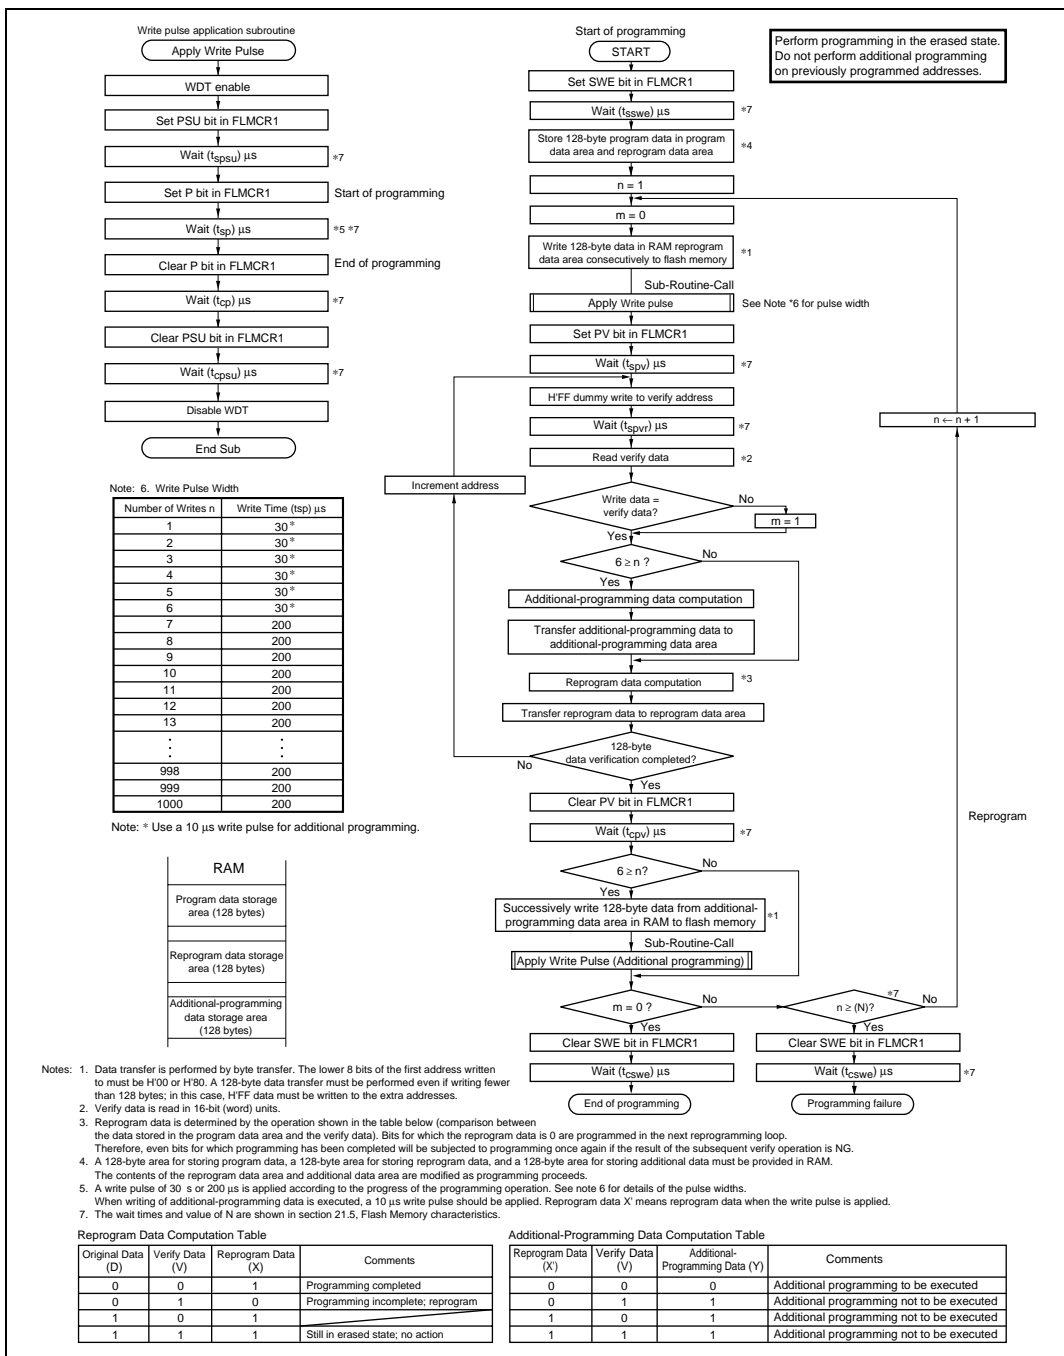 Write pulse application subroutine
Apply Write Pulse
WDT enable
Set PSU bit in FLMCR1
Wait (tspsu) µs
*7
Set P bit in FLMCR1
Start of programming
Wait (tsp) µs
*5 *7
Clear P bit in FLMCR1
End of programming
Wait (tcp) µs
*7
Clear PSU bit in FLMCR1
Wait (tcpsu) µs
*7
Disable WDT
End Sub
Note: 6. Write Pulse Width
Number of Writes n Write Time (tsp) µs
1 30*
2 30*
3 30*
4 30*
5 30*
6 30*
7 200
8 200
9 200
10 200
11 200
12 200
13 200
998 200
999 200
1000 200
Note: * Use a 10 µs write pulse for additional programming.
RAM
Program data storage
area (128 bytes)
Reprogram data storage
area (128 bytes)
Additional-programming
data storage area
(128 bytes)
Start of programming
START
Perform programming in the erased state.
Do not perform additional programming
on previously programmed addresses.
Set SWE bit in FLMCR1
Wait (tsswe) µs
*7
Store 128-byte program data in program
data area and reprogram data area
*4
n = 1
m = 0
Write 128-byte data in RAM reprogram
data area consecutively to flash memory
*1
Sub-Routine-Call
Apply Write pulse
See Note *6 for pulse width
Set PV bit in FLMCR1
Wait (tspv) µs
*7
H'FF dummy write to verify address
Wait (tspvr) µs
*7
Read verify data
*2
Increment address
Write data =
verify data?
No
m = 1
Yes
6 ≥ n ?
No
Yes
Additional-programming data computation
Transfer additional-programming data to
additional-programming data area
Reprogram data computation
*3
Transfer reprogram data to reprogram data area
128-byte
data verification completed?
No
Yes
Clear PV bit in FLMCR1
Wait (tcpv) µs
*7
6 ≥ n?
No
Yes
Successively write 128-byte data from additional-
programming data area in RAM to flash memory
*1
Sub-Routine-Call
Apply Write Pulse (Additional programming)
m = 0 ?
No
Yes
Clear SWE bit in FLMCR1
Wait (tcswe) µs
End of programming
*7
n ≥ (N)?
No
Yes
Clear SWE bit in FLMCR1
Wait (tcswe) µs
*7
Programming failure
n ← n + 1
Reprogram
Notes: 1. Data transfer is performed by byte transfer. The lower 8 bits of the first address written
to must be H'00 or H'80. A 128-byte data transfer must be performed even if writing fewer
than 128 bytes; in this case, H'FF data must be written to the extra addresses.
2. Verify data is read in 16-bit (word) units.
3. Reprogram data is determined by the operation shown in the table below (comparison between
the data stored in the program data area and the verify data). Bits for which the reprogram data is 0 are programmed in the next reprogramming loop.
Therefore, even bits for which programming has been completed will be subjected to programming once again if the result of the subsequent verify operation is NG.
4. A 128-byte area for storing program data, a 128-byte area for storing reprogram data, and a 128-byte area for storing additional data must be provided in RAM.
The contents of the reprogram data area and additional data area are modified as programming proceeds.
5. A write pulse of 30 s or 200 µs is applied according to the progress of the programming operation. See note 6 for details of the pulse widths.
When writing of additional-programming data is executed, a 10 µs write pulse should be applied. Reprogram data X' means reprogram data when the write pulse is applied.
7. The wait times and value of N are shown in section 21.5, Flash Memory characteristics.
Reprogram Data Computation Table
Original Data (D) Verify Data (V) Reprogram Data (X) Comments
0 0 1 Programming completed
0 1 0 Programming incomplete; reprogram
1 0 1
1 1 1 Still in erased state; no action
Additional-Programming Data Computation Table
Reprogram Data (X') Verify Data (V) Additional-Programming Data (Y) Comments
0 0 0 Additional programming to be executed
0 1 1 Additional programming not to be executed
1 0 1 Additional programming not to be executed
1 1 1 Additional programming not to be executed